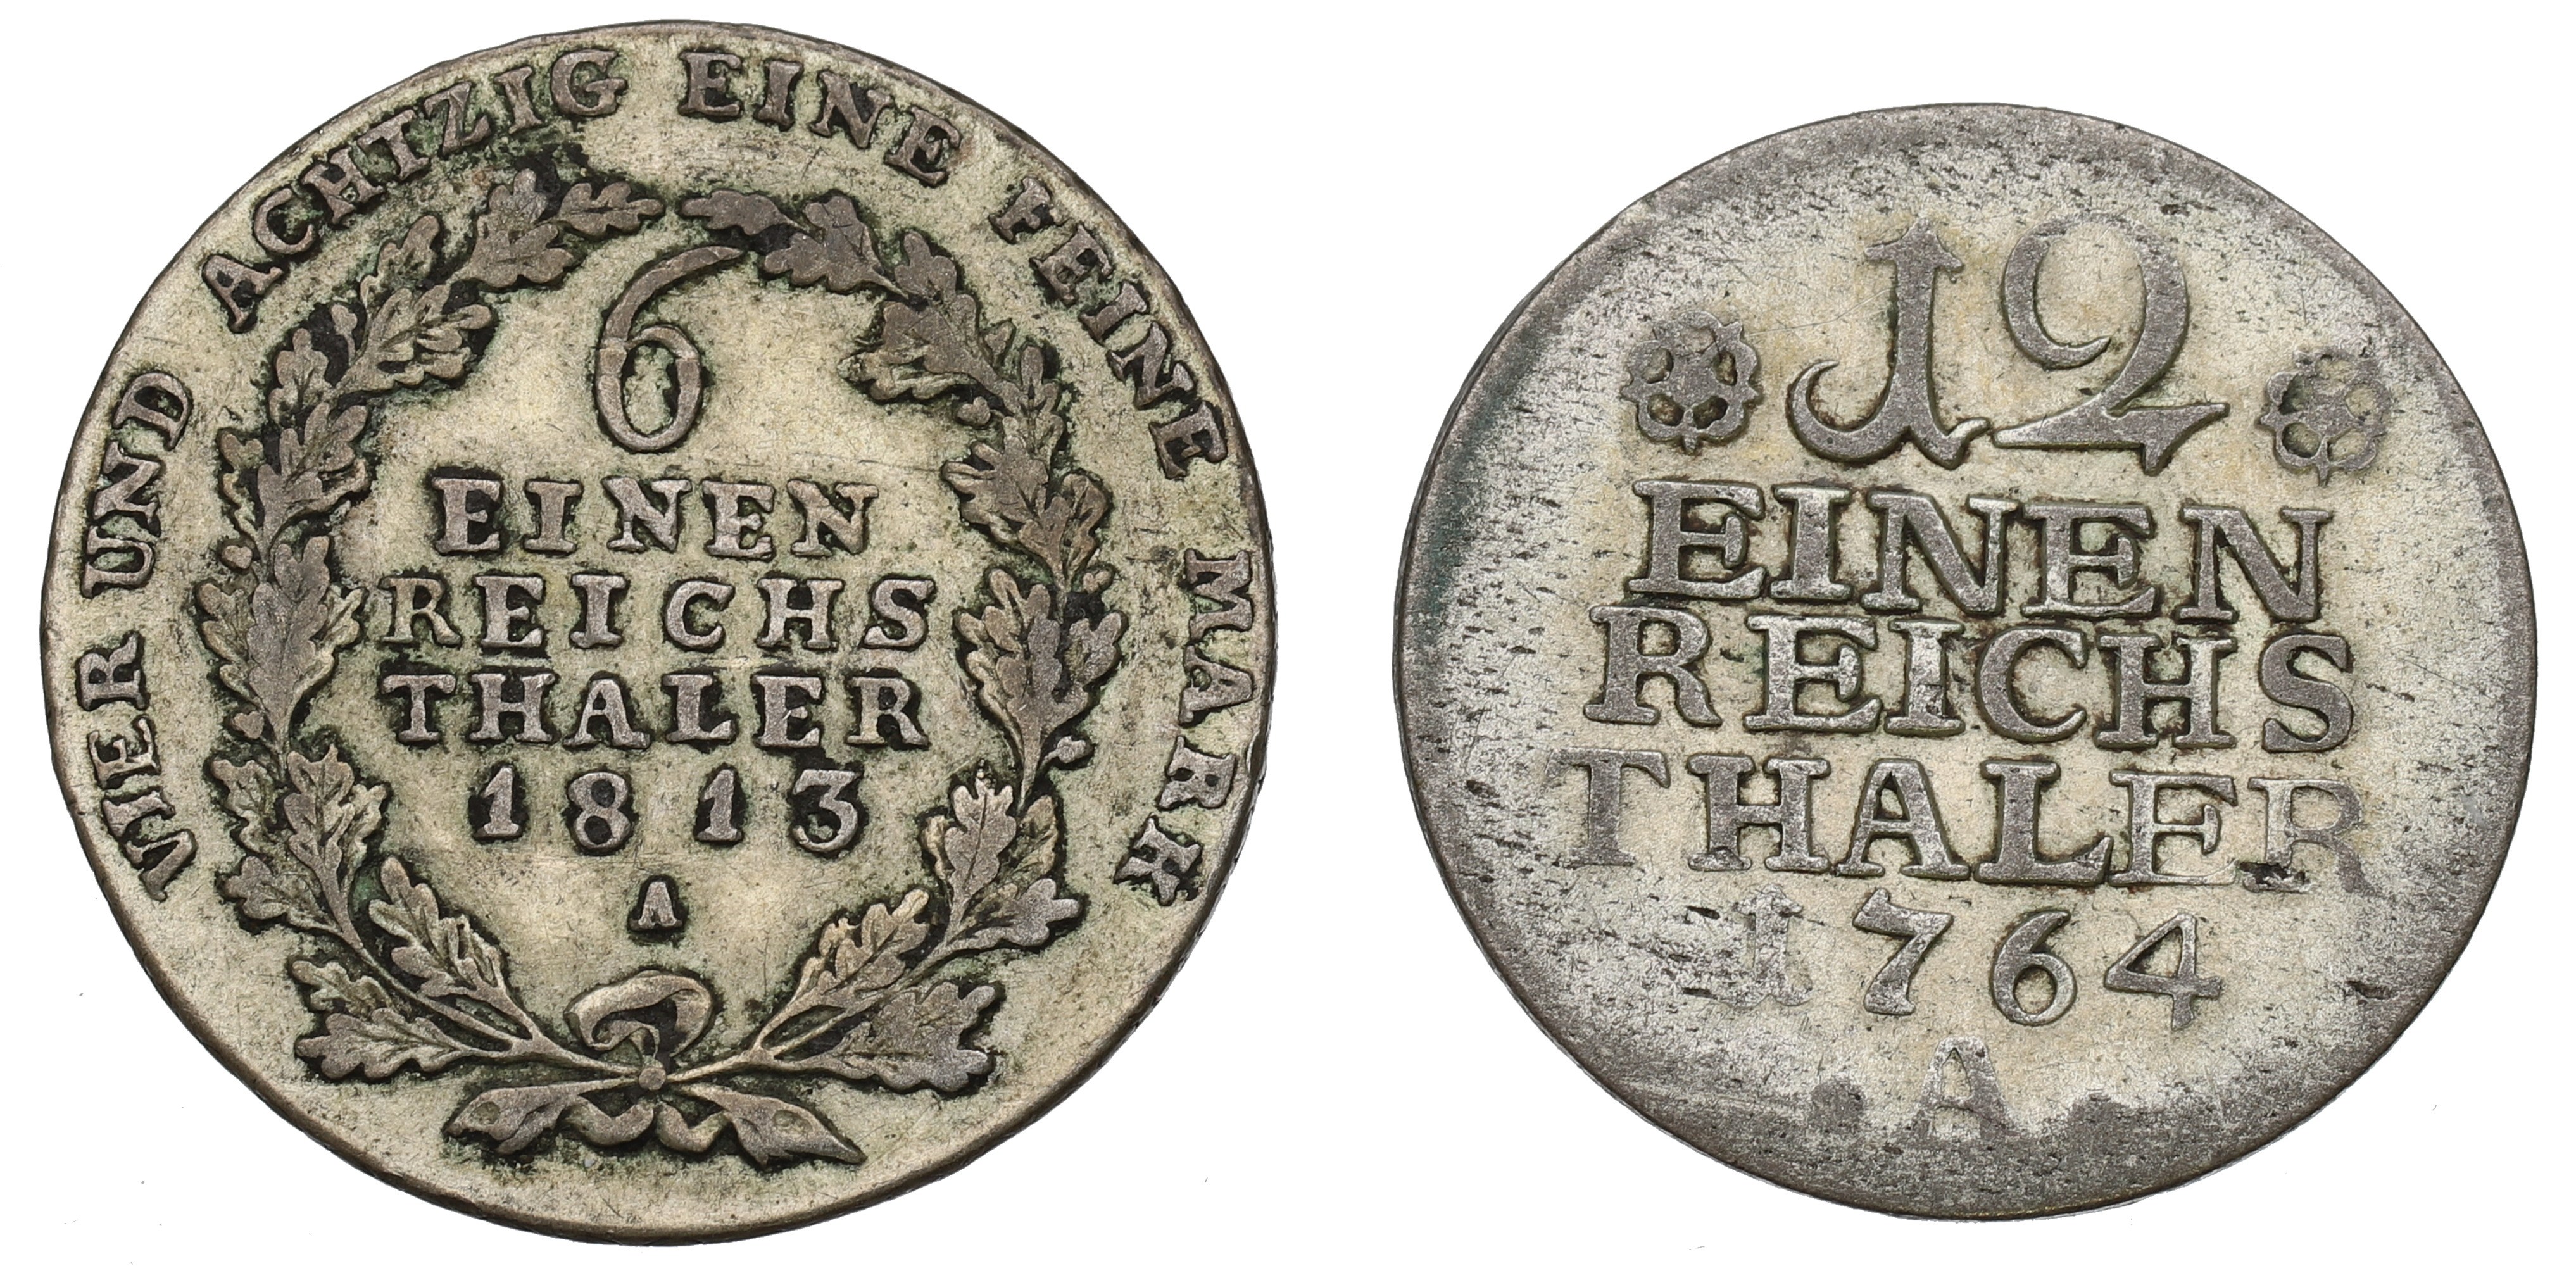 VIER UND ACHTZIG EINE FEINE MARK
6
EINEN
REICHS
THALER
1813
A
12
EINEN
REICHS
THALER
1764
A